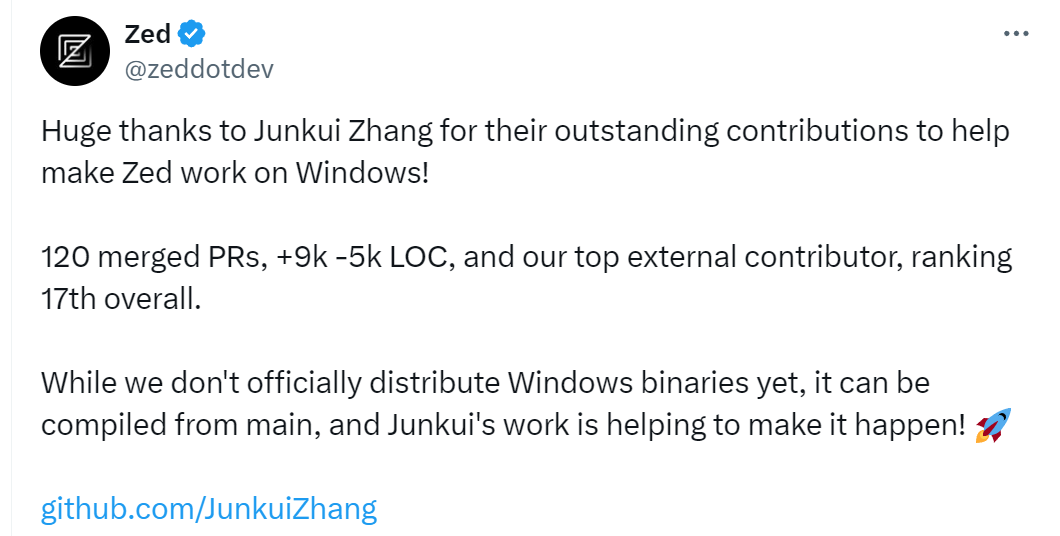 Zed
@zeddotdev
Huge thanks to Junkui Zhang for their outstanding contributions to help
make Zed work on Windows!
120 merged PRs, +9k -5k LOC, and our top external contributor, ranking
17th overall.
While we don't officially distribute Windows binaries yet, it can be
compiled from main, and Junkui's work is helping to make it happen! 🚀
github.com/JunkuiZhang